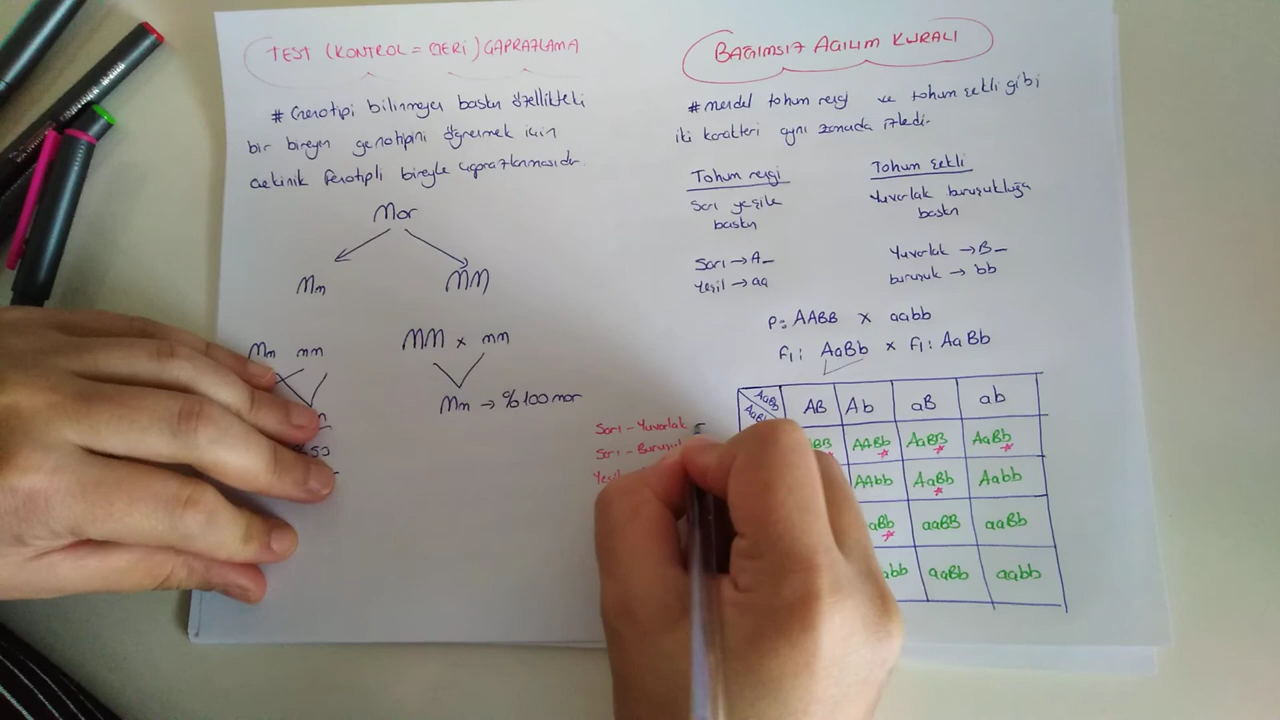 TEST (KONTROL = GERİ) ÇAPRAZLAMA
# Genotipi bilinmeyen baskın özellikteki
bir bireyin genotipini öğrenmek için
çekinik fenotipli bireyle çaprazlanmasıdır.
Mor
Mm MM
Mm mm
MM x mm
Mm → %100 mor
BAĞIMSIZ AÇILIM KURALI
# mendel tohum rengi ve tohum şekli gibi
iki karakteri aynı zamanda izledi.
Tohum rengi
Sarı yeşile
baskın
Sarı → A_
Yeşil → aa
Tohum şekli
Yuvarlak buruşukluğa
baskın
Yuvarlak → B_
buruşuk → bb
P: AABB x aabb
F1: AaBb x F1: AaBb
AaBb AB Ab aB ab
AaBb
Sarı - Yuvarlak
Sarı - Buruşuk
AABb AaBB AaBb
AAbb AaBb Aabb
aaBB aaBb
aaBb aabb